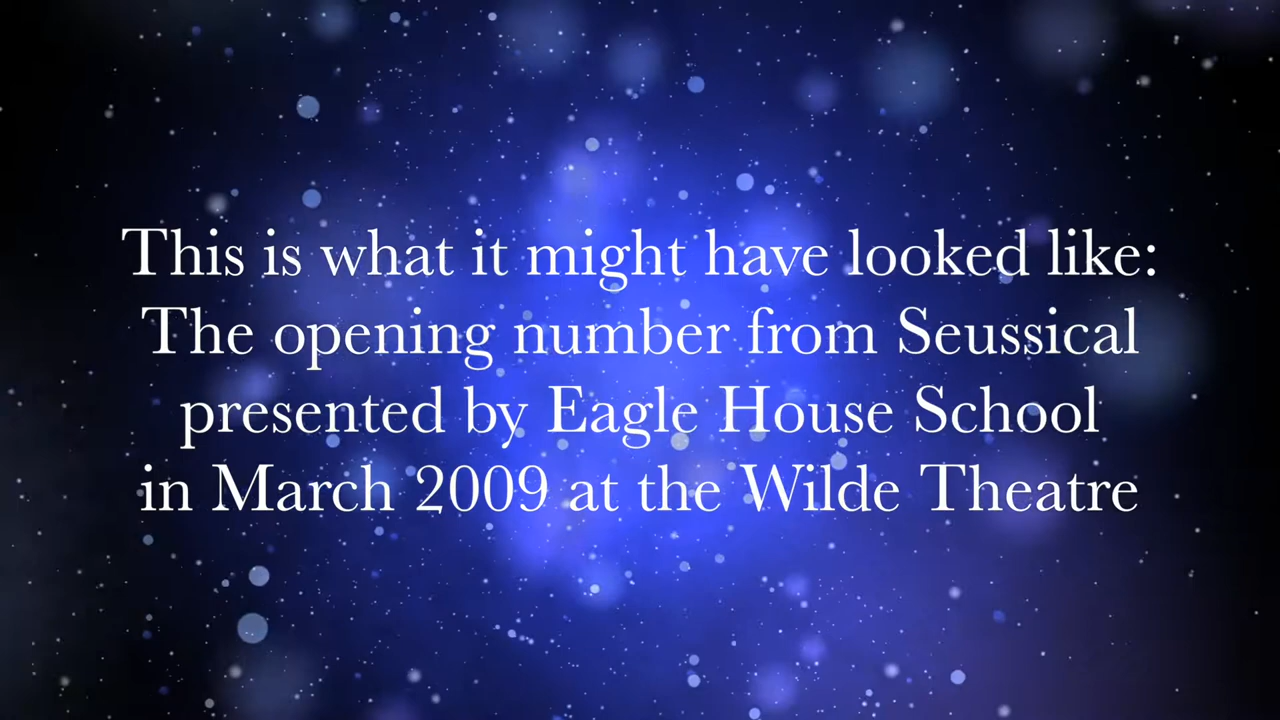 This is what it might have looked like:
The opening number from Seussical
presented by Eagle House School
in March 2009 at the Wilde Theatre